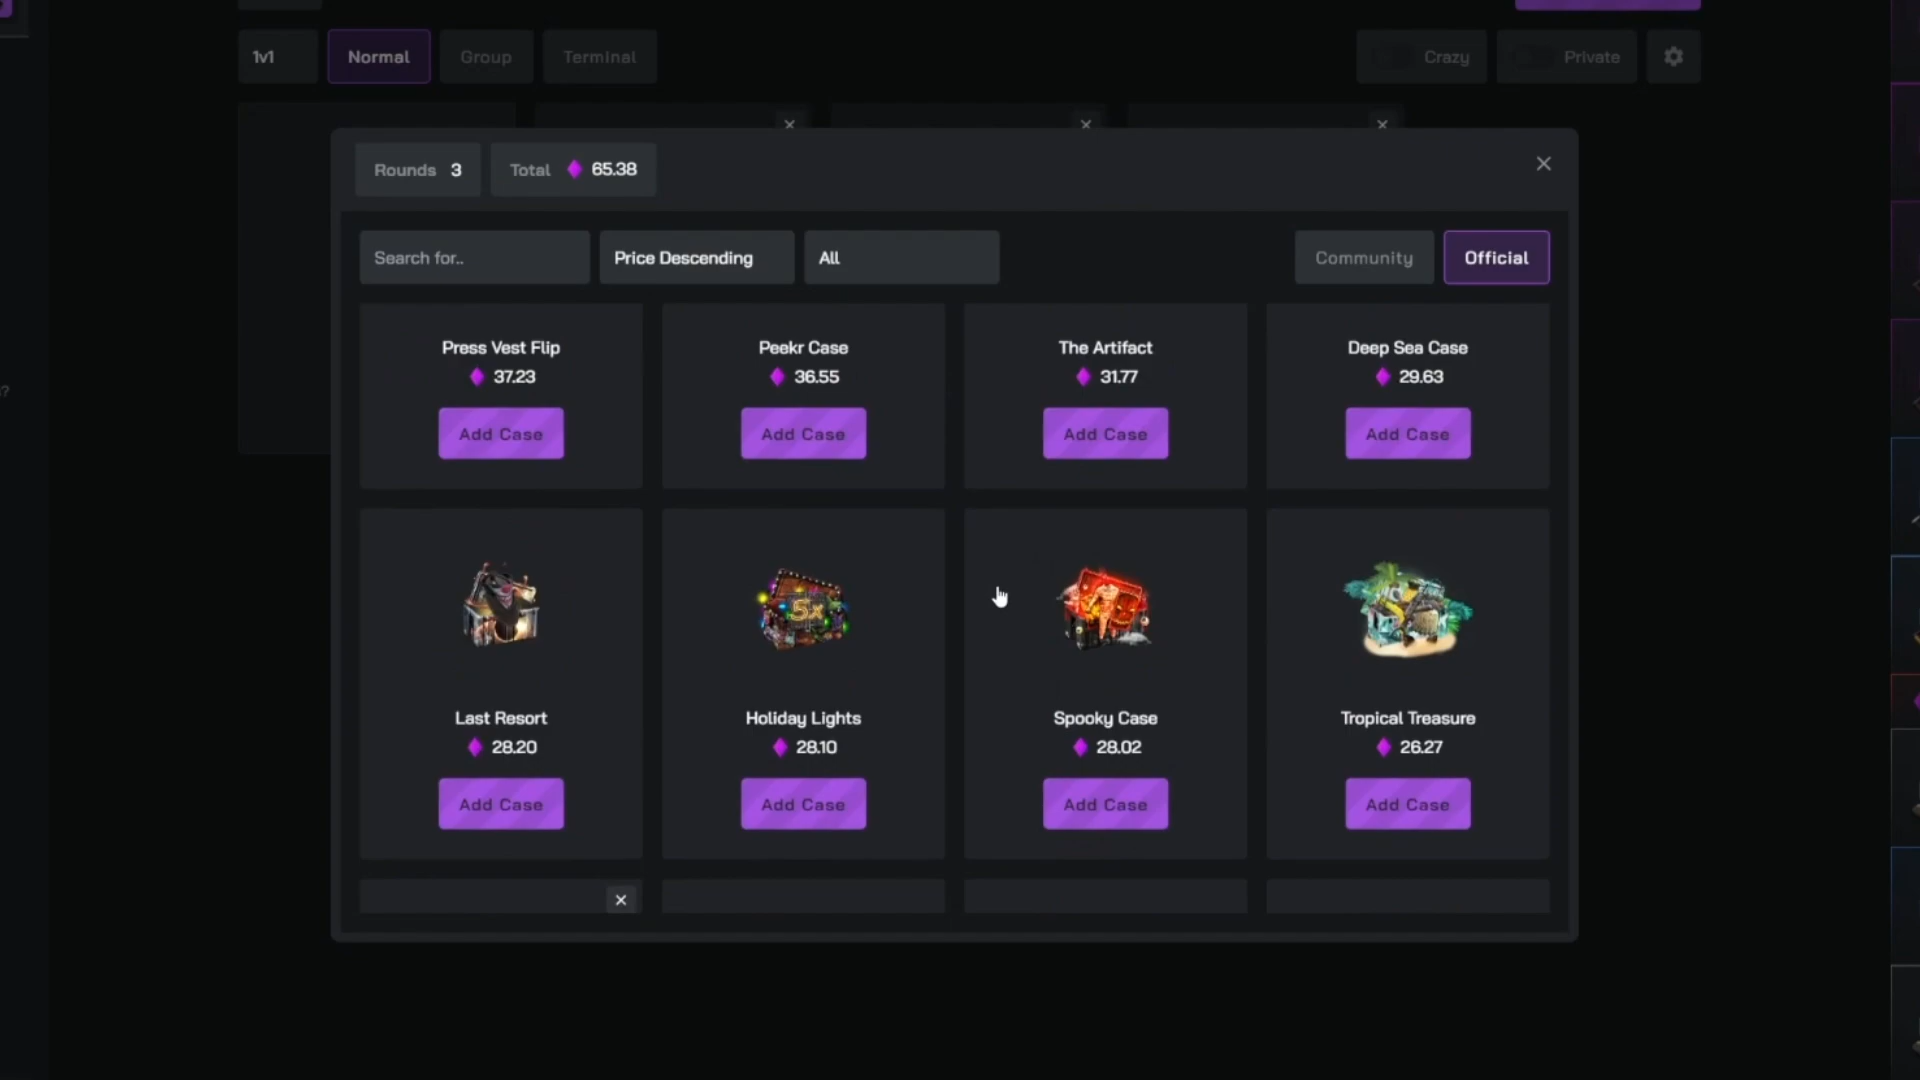 1v1 Normal Group Terminal Crazy Private
Rounds 3 Total 65.38
Search for.. Price Descending All Community Official
Press Vest Flip Peekr Case The Artifact Deep Sea Case
37.23 36.55 31.77 29.63
Add Case Add Case Add Case Add Case
5x
Last Resort Holiday Lights Spooky Case Tropical Treasure
28.20 28.10 28.02 26.27
Add Case Add Case Add Case Add Case
?